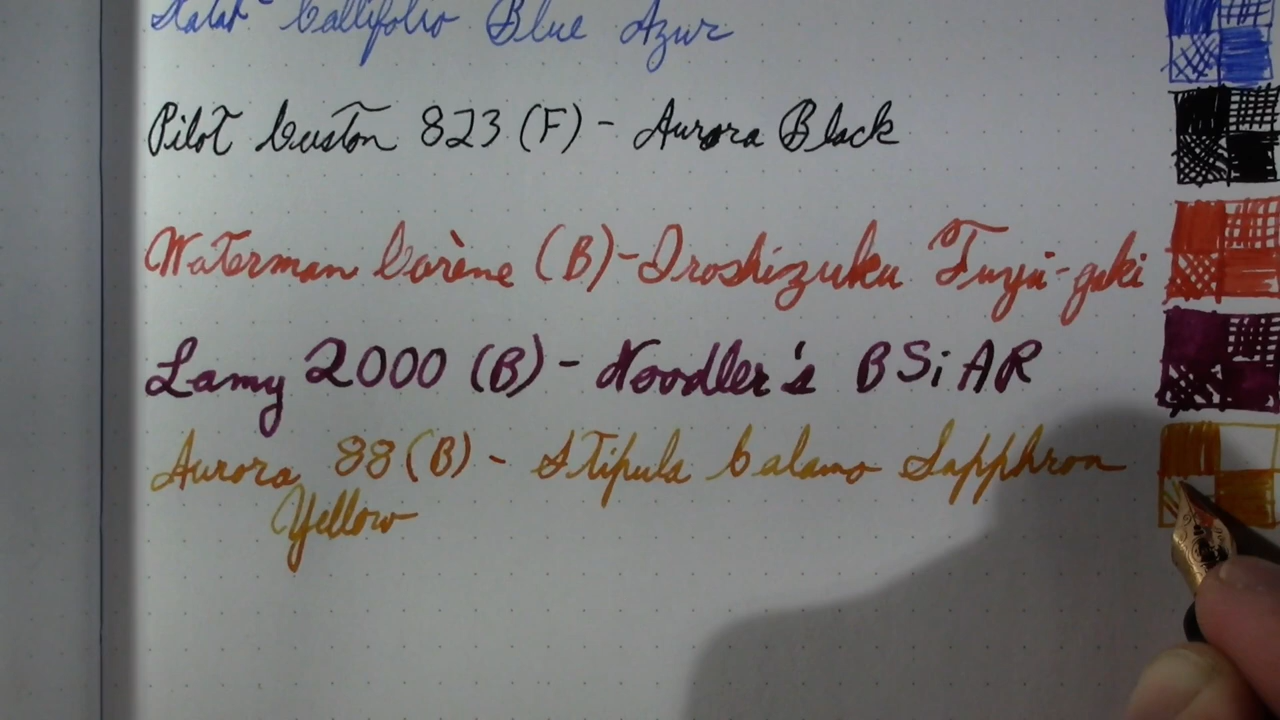 Callifolio Blue Azur
Pilot Custon 823 (F) - Aurora Black
Waterman Carène (B) - Iroshizuku Fuyu-gaki
Lamy 2000 (B) - Noodler's BSiAR
Aurora 88 (B) - Stipula Calamo Sapphron
Yellow